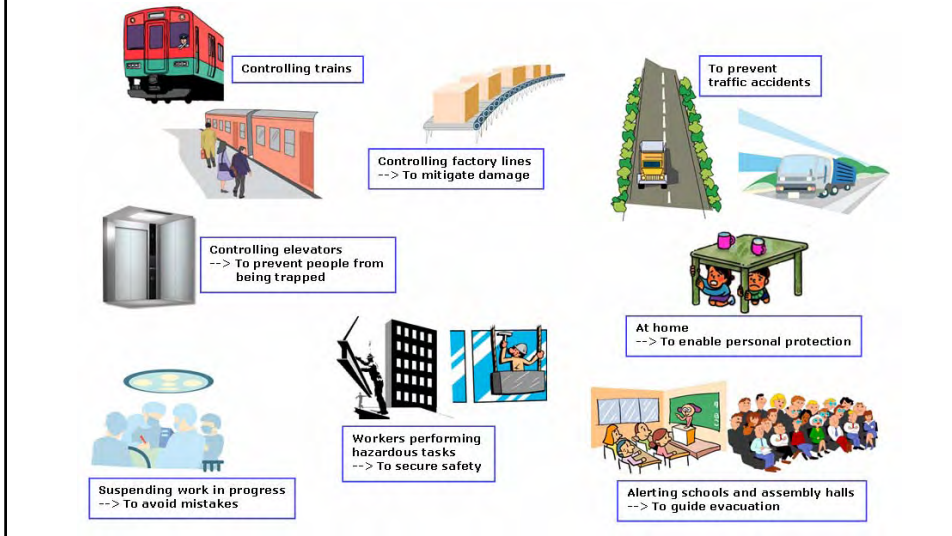 Controlling trains
To prevent
traffic accidents
Controlling factory lines
--> To mitigate damage
Controlling elevators
--> To prevent people from
being trapped
At home
--> To enable personal protection
Workers performing
hazardous tasks
--> To secure safety
Suspending work in progress
--> To avoid mistakes
Alerting schools and assembly halls
--> To guide evacuation